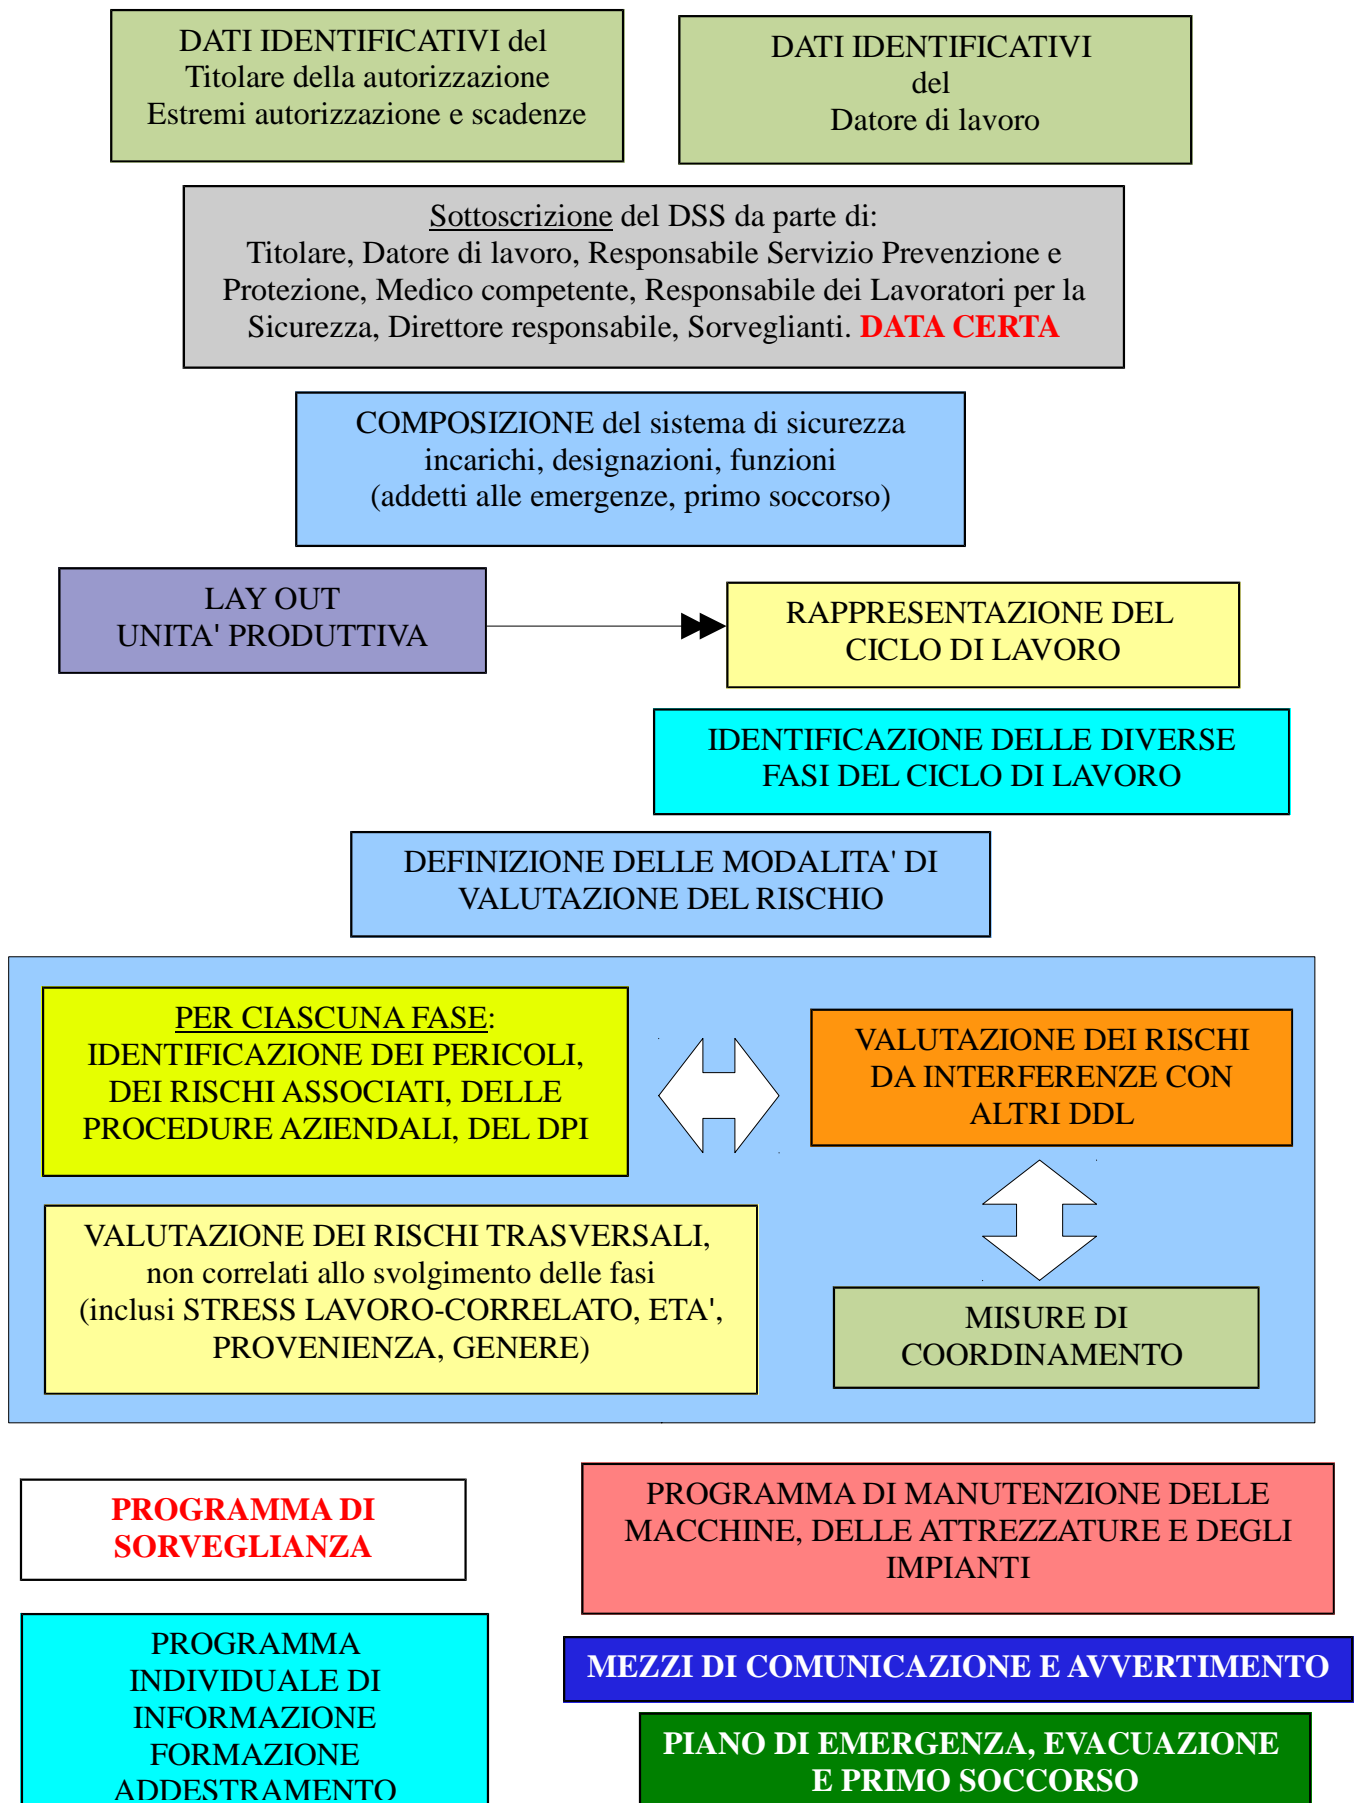 DATI IDENTIFICATIVI del
Titolare della autorizzazione
Estremi autorizzazione e scadenze
DATI IDENTIFICATIVI
del
Datore di lavoro
Sottoscrizione del DSS da parte di:
Titolare, Datore di lavoro, Responsabile Servizio Prevenzione e
Protezione, Medico competente, Responsabile dei Lavoratori per la
Sicurezza, Direttore responsabile, Sorveglianti. DATA CERTA
COMPOSIZIONE del sistema di sicurezza
incarichi, designazioni, funzioni
(addetti alle emergenze, primo soccorso)
LAY OUT
UNITA' PRODUTTIVA
RAPPRESENTAZIONE DEL
CICLO DI LAVORO
IDENTIFICAZIONE DELLE DIVERSE
FASI DEL CICLO DI LAVORO
DEFINIZIONE DELLE MODALITA' DI
VALUTAZIONE DEL RISCHIO
PER CIASCUNA FASE:
IDENTIFICAZIONE DEI PERICOLI,
DEI RISCHI ASSOCIATI, DELLE
PROCEDURE AZIENDALI, DEL DPI
VALUTAZIONE DEI RISCHI
DA INTERFERENZE CON
ALTRI DDL
VALUTAZIONE DEI RISCHI TRASVERSALI,
non correlati allo svolgimento delle fasi
(inclusi STRESS LAVORO-CORRELATO, ETA',
PROVENIENZA, GENERE)
MISURE DI
COORDINAMENTO
PROGRAMMA DI
SORVEGLIANZA
PROGRAMMA DI MANUTENZIONE DELLE
MACCHINE, DELLE ATTREZZATURE E DEGLI
IMPIANTI
PROGRAMMA
INDIVIDUALE DI
INFORMAZIONE
FORMAZIONE
ADDESTRAMENTO
MEZZI DI COMUNICAZIONE E AVVERTIMENTO
PIANO DI EMERGENZA, EVACUAZIONE
E PRIMO SOCCORSO